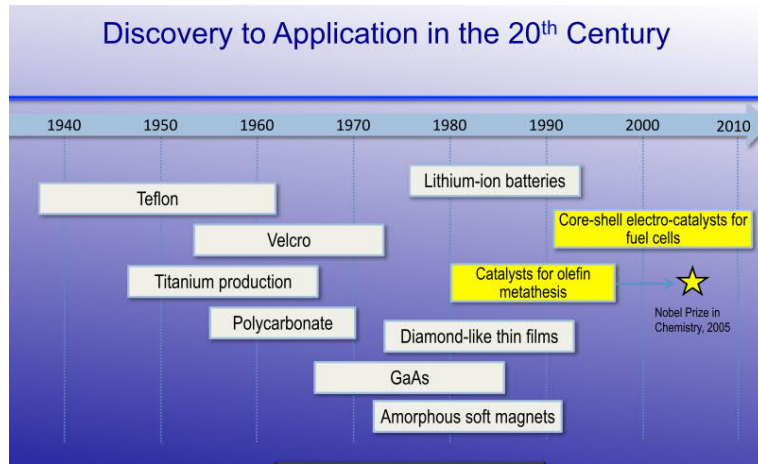 Discovery to Application in the 20th Century
1940 1950 1960 1970 1980 1990 2000 2010
Lithium-ion batteries
Teflon
Core-shell electro-catalysts for
fuel cells
Velcro
Titanium production
Catalysts for olefin
metathesis
Nobel Prize in
Chemistry, 2005
Polycarbonate
Diamond-like thin films
GaAs
Amorphous soft magnets